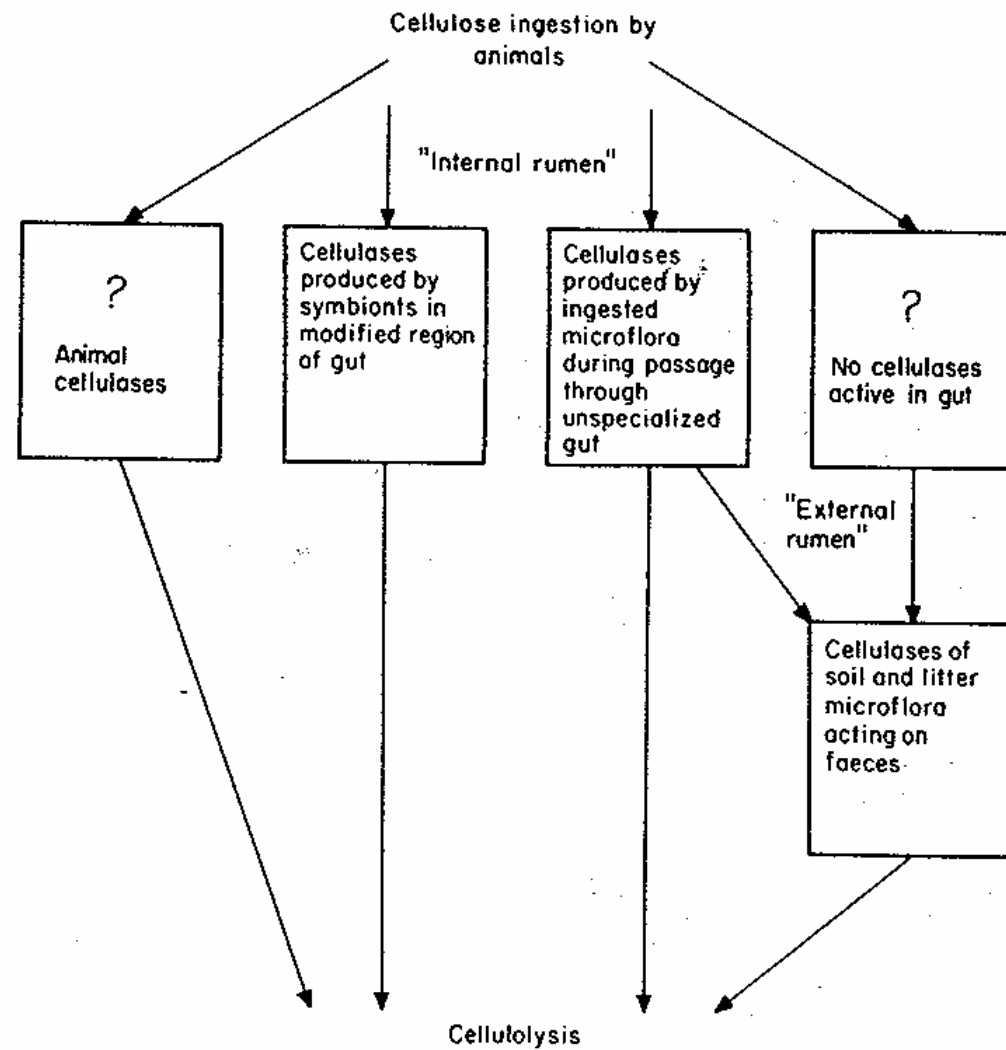 Cellulose ingestion by
animals
"Internal rumen"
?
Animal
cellulases
Cellulases
produced by
symbionts in
modified region
of gut
Cellulases
produced by
ingested
microflora
during passage
through
unspecialized
gut
?
No cellulases
active in gut
"External
rumen"
Cellulases of
soil and litter
microflora
acting on
faeces
Cellulolysis